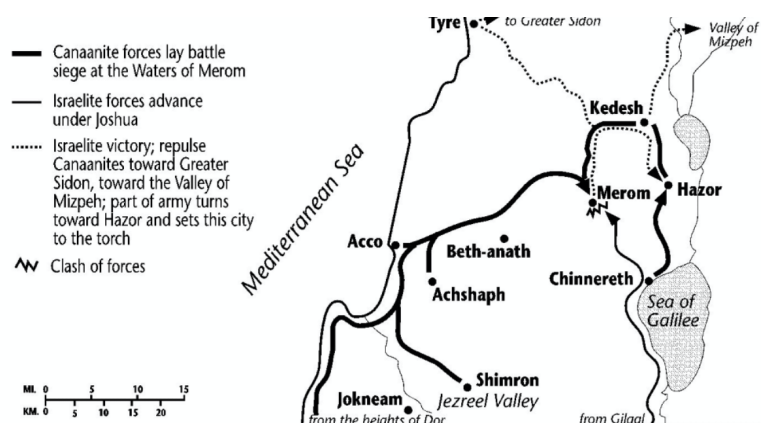 Tyre
to Greater Sidon
Valley of
Mizpeh
Canaanite forces lay battle
siege at the Waters of Merom
Israelite forces advance
under Joshua
Israelite victory; repulse
Canaanites toward Greater
Sidon, toward the Valley of
Mizpeh; part of army turns
toward Hazor and sets this city
to the torch
Clash of forces
Mediterranean Sea
Kedesh
Merom
Hazor
Acco
Beth-anath
Achshaph
Chinnereth
Sea of
Galilee
Shimron
Jokneam
Jezreel Valley
from the heights of Dor
from Gilgal
MI. 0 5 10 15
KM. 0 5 10 15 20